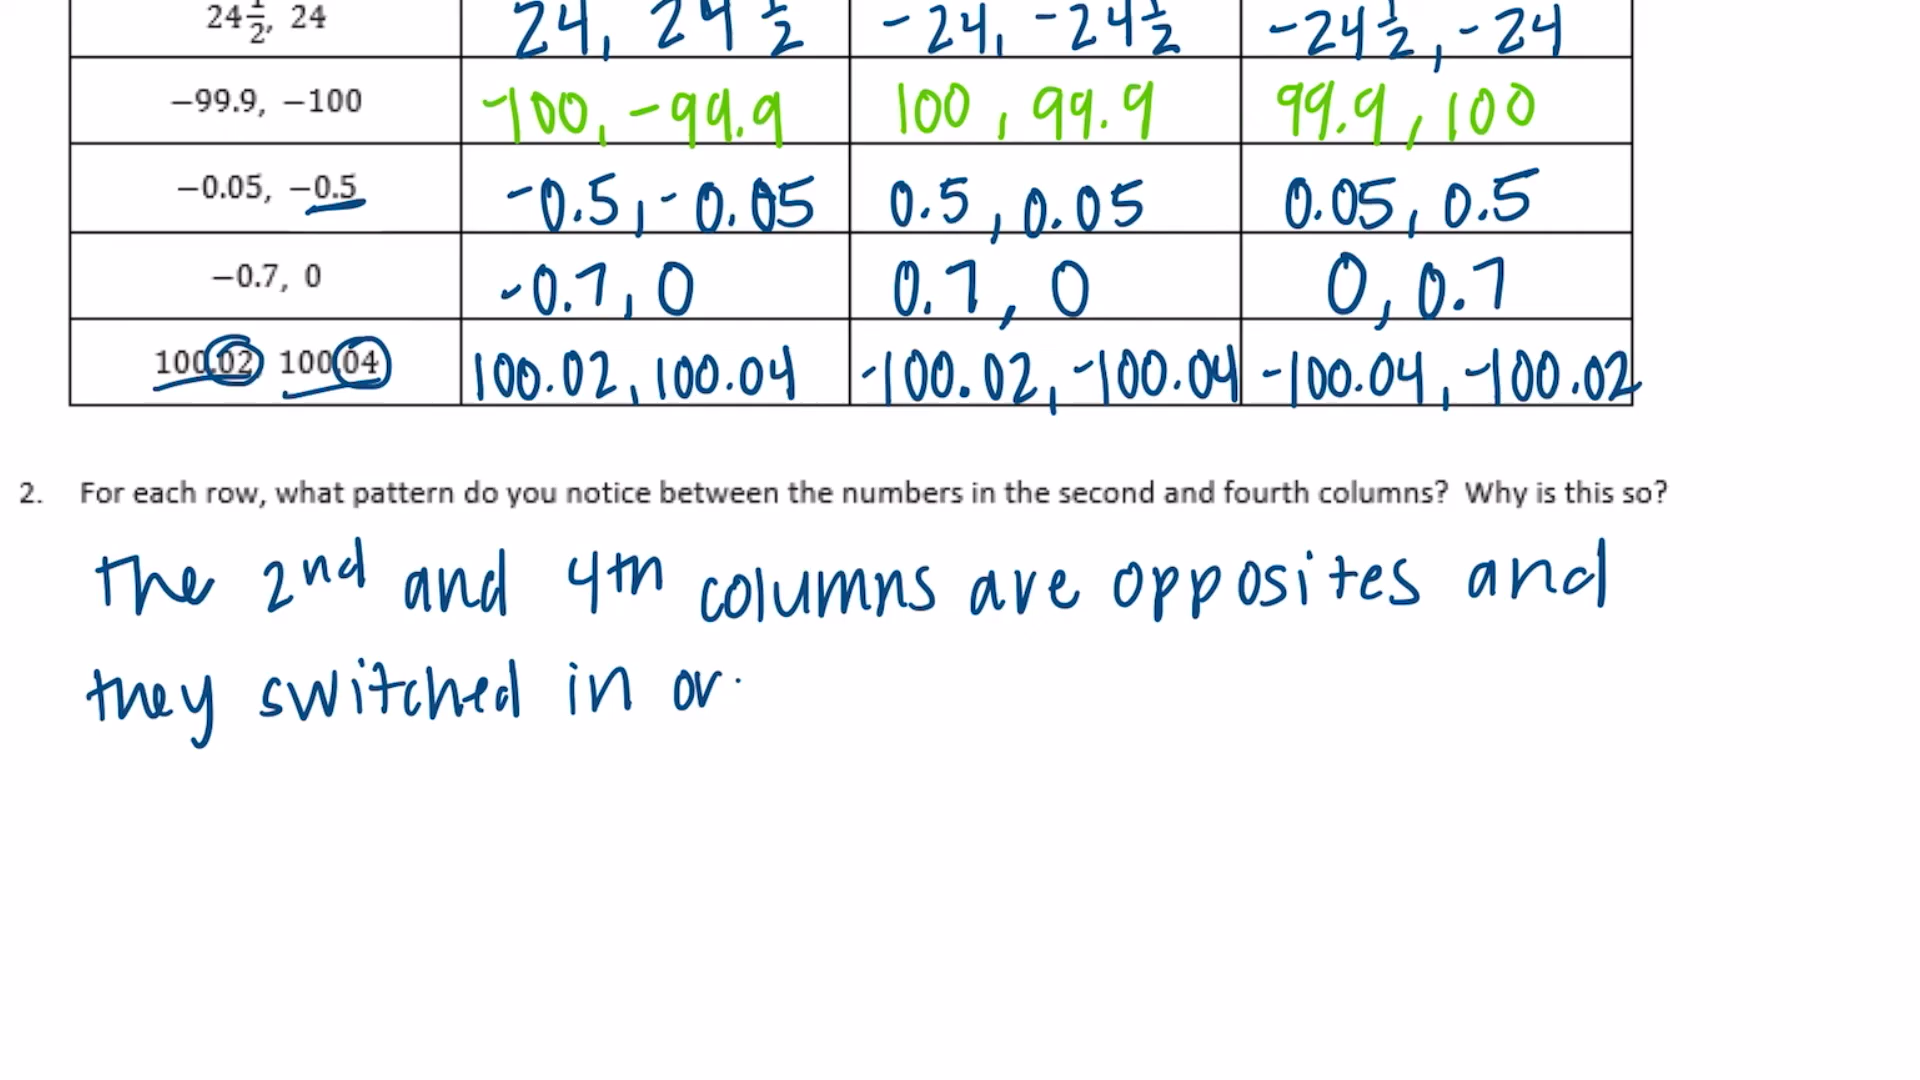 24 1/2, 24 24, 24 1/2 -24, -24 1/2 -24 1/2, -24
−99.9, −100 -100, -99.9 100, 99.9 99.9, 100
−0.05, −0.5 -0.5, -0.05 0.5, 0.05 0.05, 0.5
−0.7, 0 -0.7, 0 0.7, 0 0, 0.7
100.02 100.04 100.02, 100.04 -100.02, -100.04 -100.04, -100.02
2. For each row, what pattern do you notice between the numbers in the second and fourth columns? Why is this so?
The 2nd and 4th columns are opposites and
they switched in or